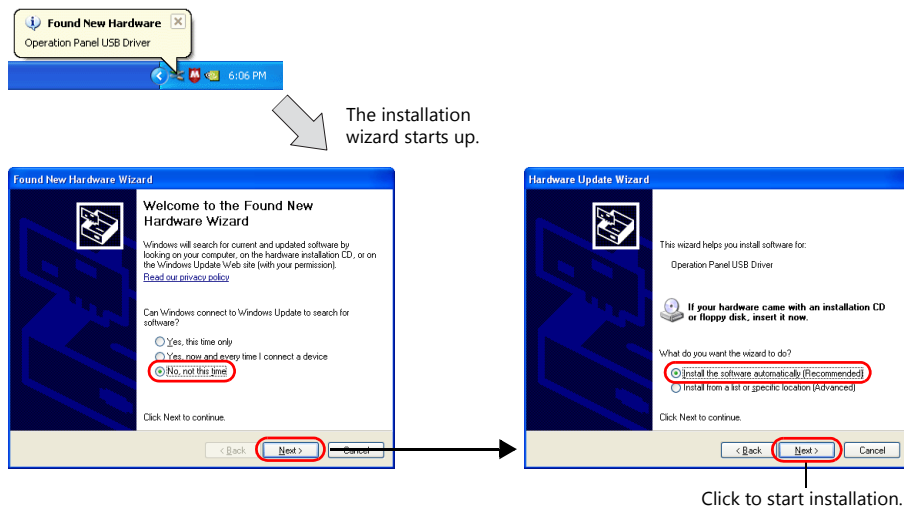 Found New Hardware
Operation Panel USB Driver
6:06 PM
The installation
wizard starts up.
Found New Hardware Wizard
Welcome to the Found New
Hardware Wizard
Windows will search for current and updated software by
looking on your computer, on the hardware installation CD, or on
the Windows Update Web site (with your permission).
Read our privacy policy
Can Windows connect to Windows Update to search for
software?
Yes, this time only
Yes, now and every time I connect a device
No, not this time
Click Next to continue.
< Back
Next >
Cancel
Hardware Update Wizard
This wizard helps you install software for:
Operation Panel USB Driver
If your hardware came with an installation CD
or floppy disk, insert it now.
What do you want the wizard to do?
Install the software automatically (Recommended)
Install from a list or specific location (Advanced)
Click Next to continue.
< Back
Next >
Cancel
Click to start installation.